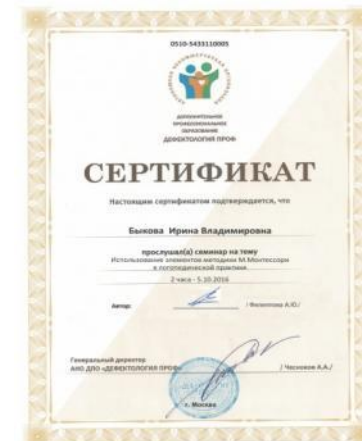 0510-5433110005
ДОПОЛНИТЕЛЬНОЕ
ПРОФЕССИОНАЛЬНОЕ
ОБРАЗОВАНИЕ
ДЕФЕКТОЛОГИЯ ПРОФ
СЕРТИФИКАТ
Настоящим сертификатом подтверждается, что
Быкова Ирина Владимировна
прослушал(а) семинар на тему
Использование элементов методики М.Монтессори
в логопедической практике
2 часа - 5.10.2016
Автор: / Филиппова А.Ю./
Генеральный директор
АНО ДПО «ДЕФЕКТОЛОГИЯ ПРОФ» / Чесноков А.А./
г. Москва